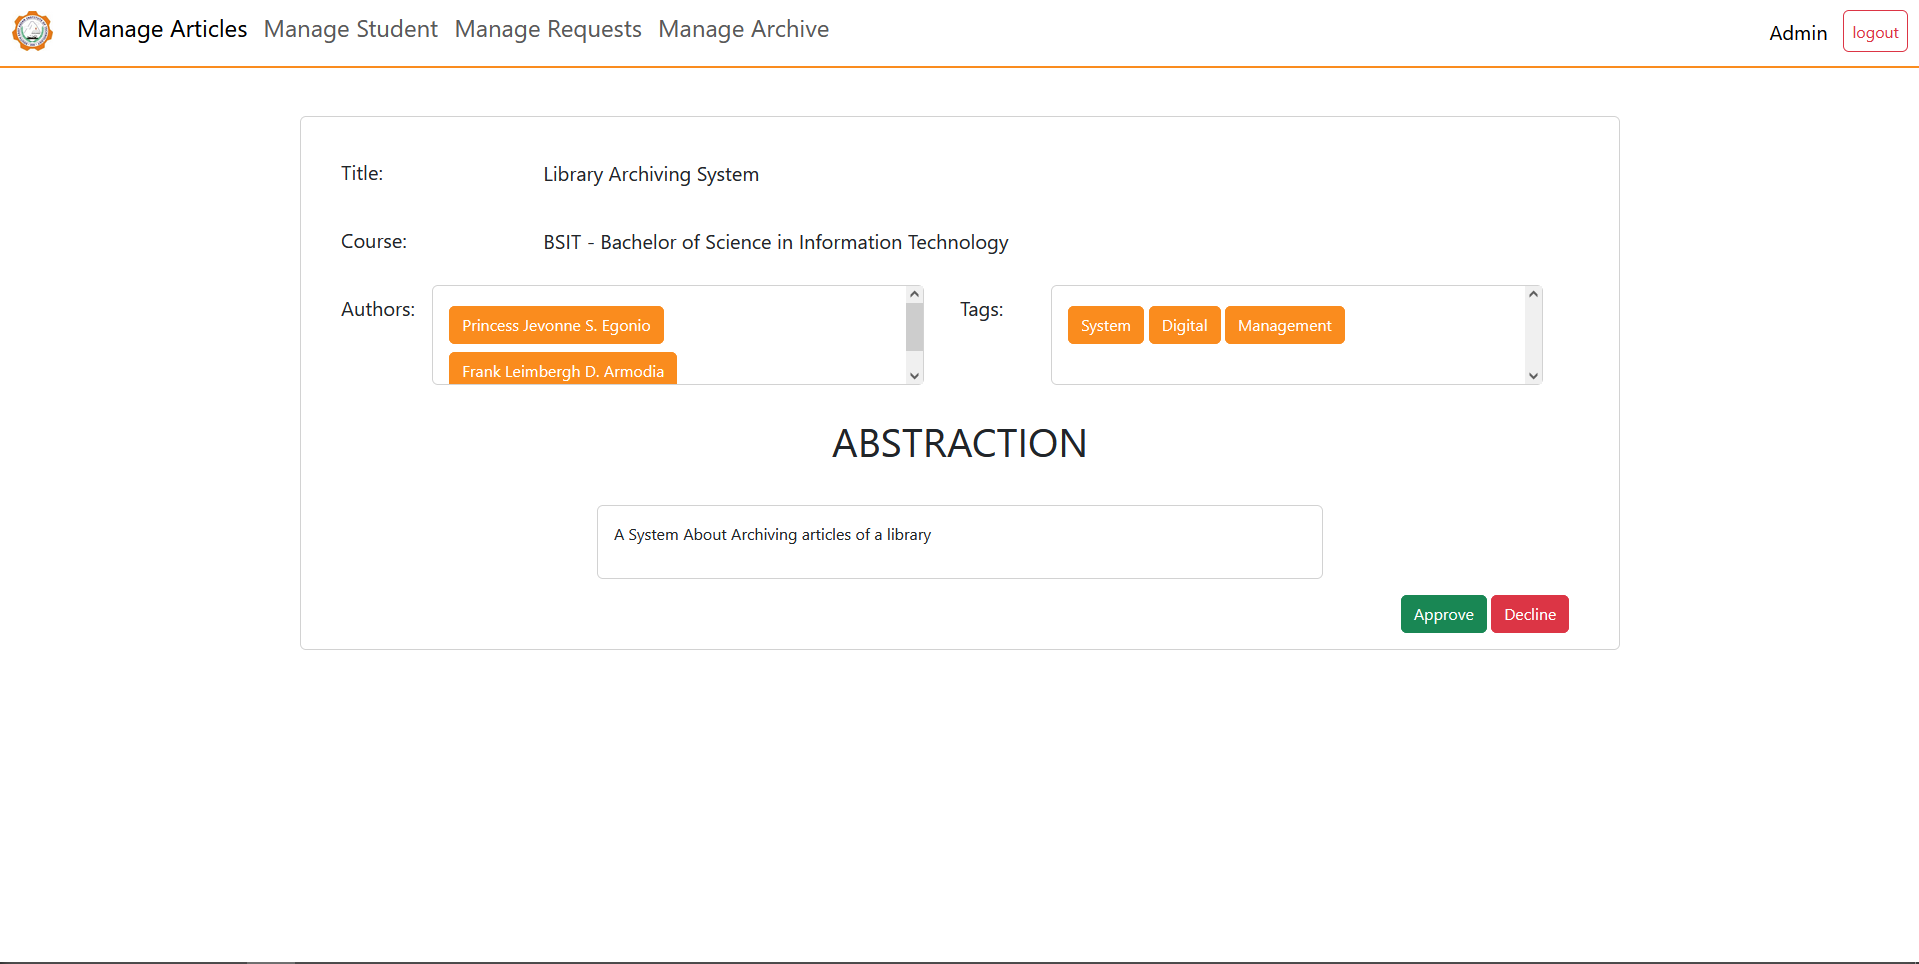 Manage Articles Manage Student Manage Requests Manage Archive Admin logout
Title: Library Archiving System
Course: BSIT - Bachelor of Science in Information Technology
Authors: Princess Jevonne S. Egonio Tags: System Digital Management
Frank Leimbergh D. Armodia
ABSTRACTION
A System About Archiving articles of a library
Approve Decline